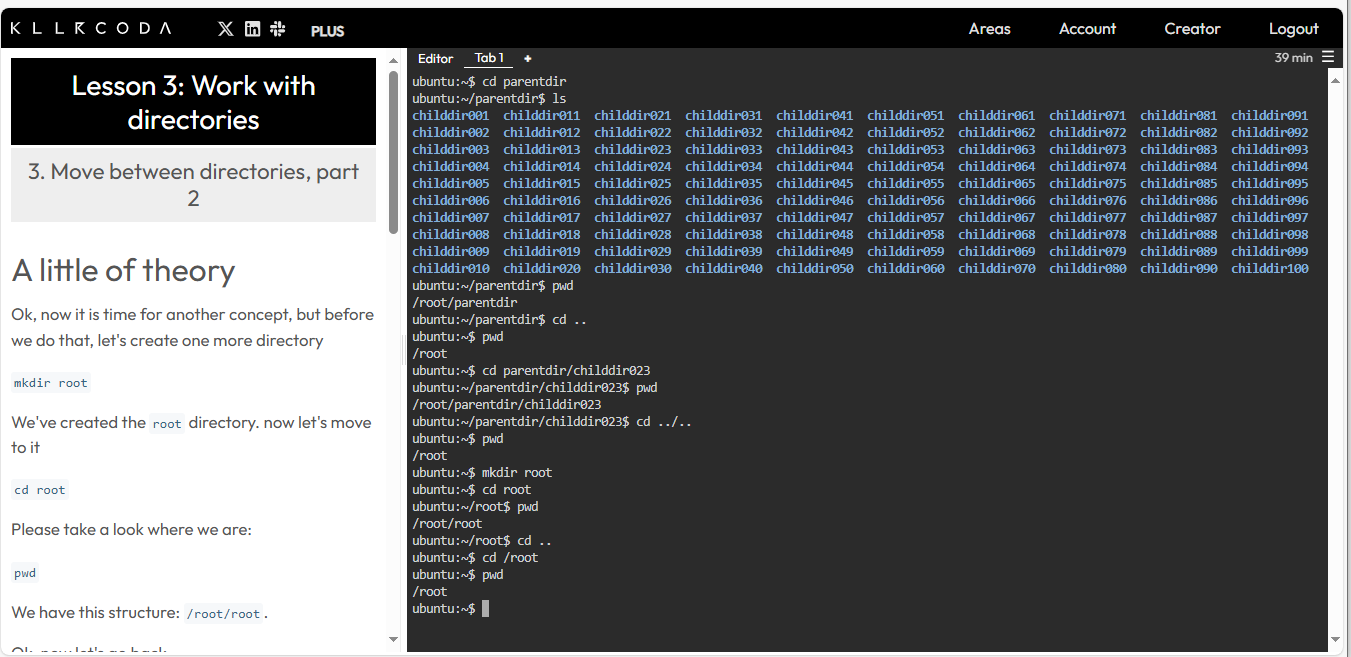 KLLRCODA PLUS Areas Account Creator Logout
Lesson 3: Work with
directories
3. Move between directories, part
2
A little of theory
Ok, now it is time for another concept, but before
we do that, let's create one more directory
mkdir root
We've created the root directory. now let's move
to it
cd root
Please take a look where we are:
pwd
We have this structure: /root/root.
Ok, now let's go back
Editor Tab 1 + 39 min
ubuntu:~$ cd parentdir
ubuntu:~/parentdir$ ls
childdir001 childdir011 childdir021 childdir031 childdir041 childdir051 childdir061 childdir071 childdir081 childdir091
childdir002 childdir012 childdir022 childdir032 childdir042 childdir052 childdir062 childdir072 childdir082 childdir092
childdir003 childdir013 childdir023 childdir033 childdir043 childdir053 childdir063 childdir073 childdir083 childdir093
childdir004 childdir014 childdir024 childdir034 childdir044 childdir054 childdir064 childdir074 childdir084 childdir094
childdir005 childdir015 childdir025 childdir035 childdir045 childdir055 childdir065 childdir075 childdir085 childdir095
childdir006 childdir016 childdir026 childdir036 childdir046 childdir056 childdir066 childdir076 childdir086 childdir096
childdir007 childdir017 childdir027 childdir037 childdir047 childdir057 childdir067 childdir077 childdir087 childdir097
childdir008 childdir018 childdir028 childdir038 childdir048 childdir058 childdir068 childdir078 childdir088 childdir098
childdir009 childdir019 childdir029 childdir039 childdir049 childdir059 childdir069 childdir079 childdir089 childdir099
childdir010 childdir020 childdir030 childdir040 childdir050 childdir060 childdir070 childdir080 childdir090 childdir100
ubuntu:~/parentdir$ pwd
/root/parentdir
ubuntu:~/parentdir$ cd ..
ubuntu:~$ pwd
/root
ubuntu:~$ cd parentdir/childdir023
ubuntu:~/parentdir/childdir023$ pwd
/root/parentdir/childdir023
ubuntu:~/parentdir/childdir023$ cd ../..
ubuntu:~$ pwd
/root
ubuntu:~$ mkdir root
ubuntu:~$ cd root
ubuntu:~/root$ pwd
/root/root
ubuntu:~/root$ cd ..
ubuntu:~$ cd /root
ubuntu:~$ pwd
/root
ubuntu:~$